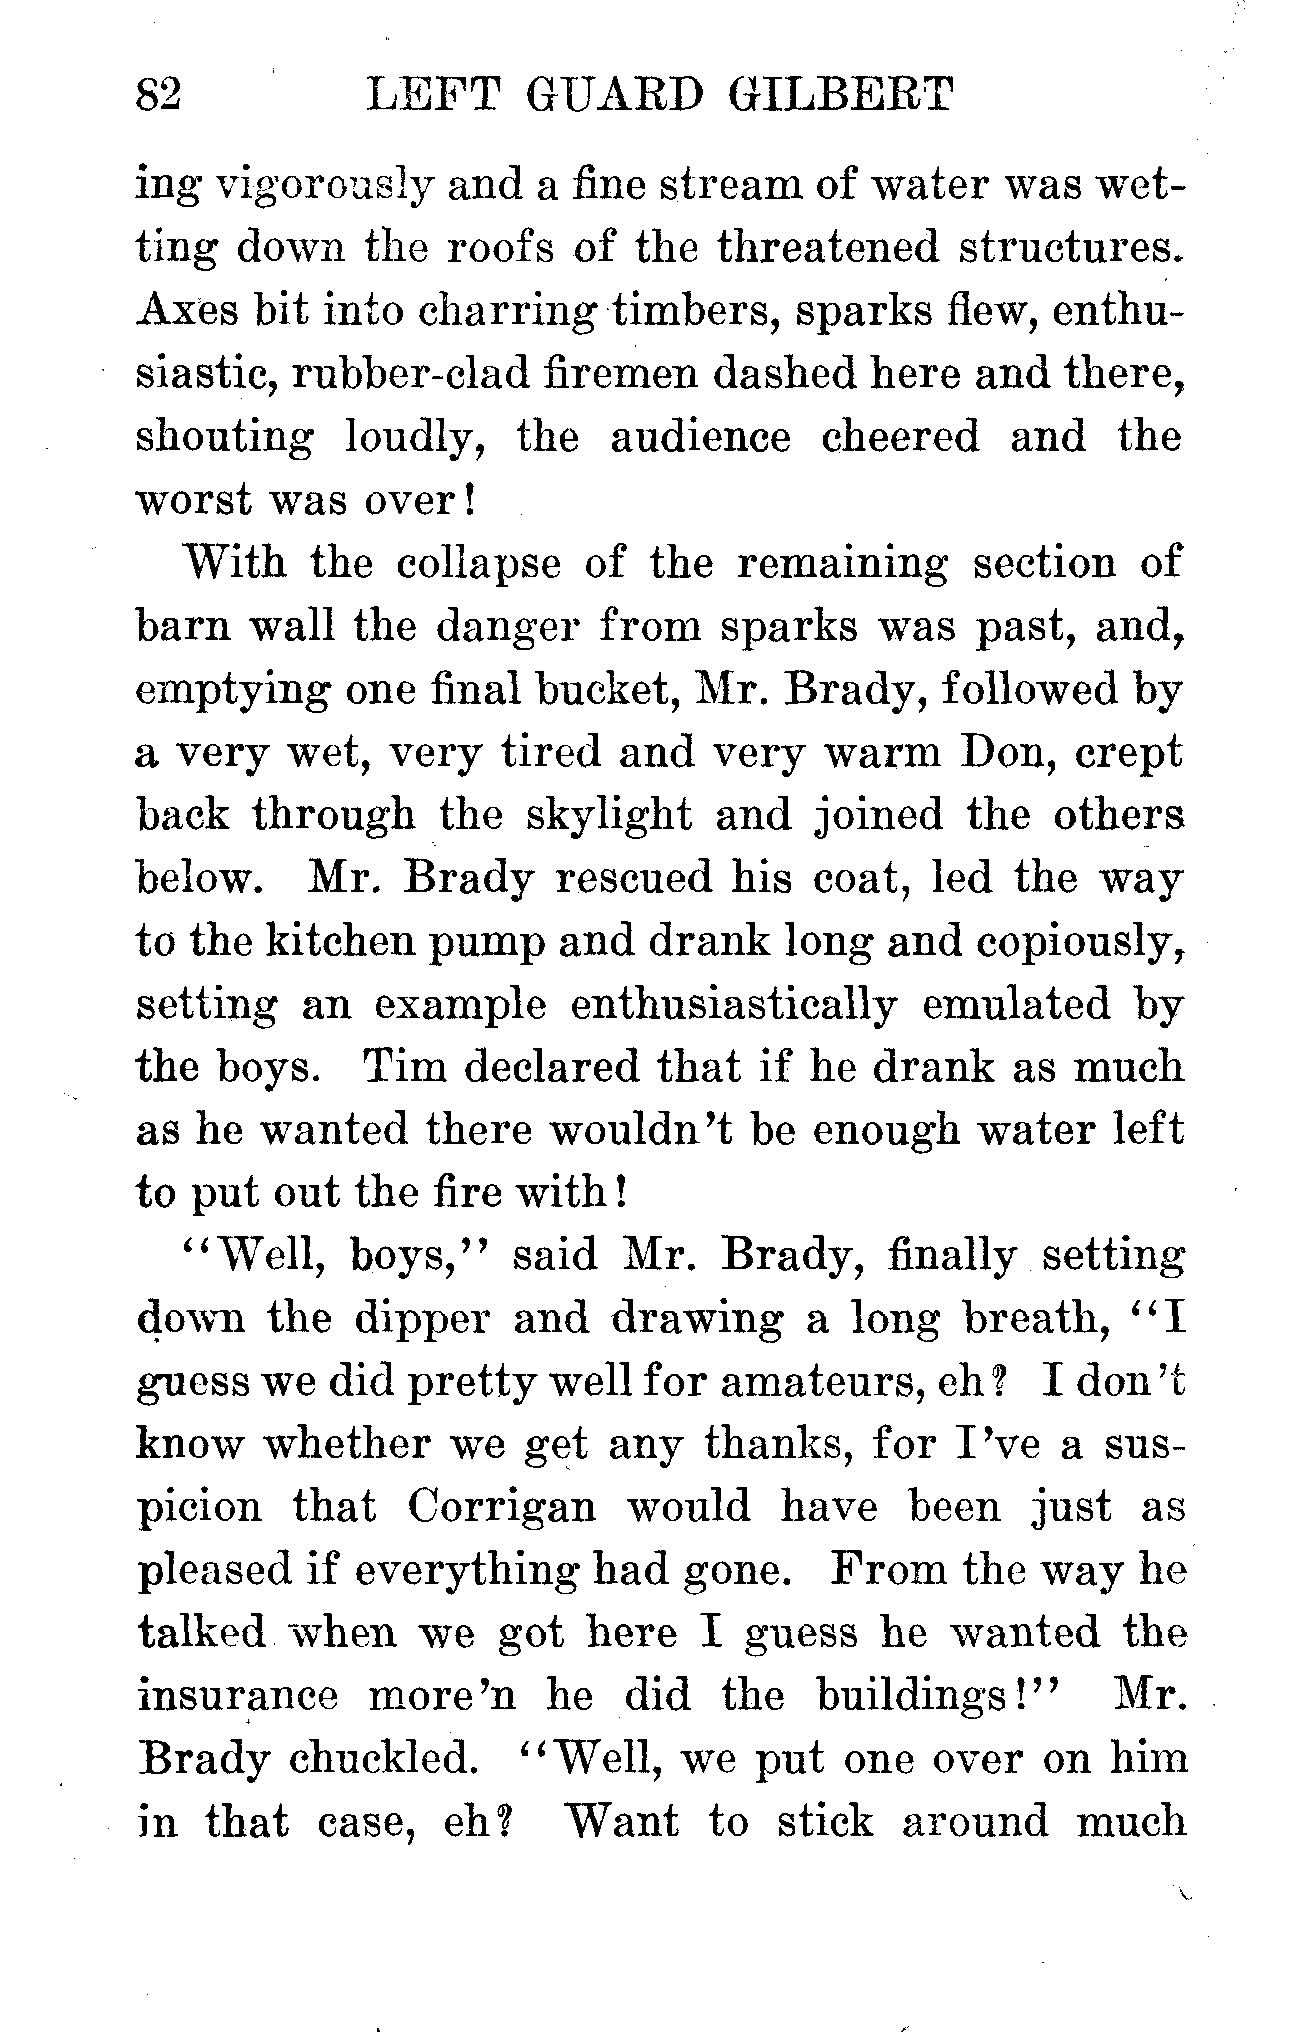 82 LEFT GUARD GILBERT
ing vigorously and a fine stream of water was wet-
ting down the roofs of the threatened structures.
Axes bit into charring timbers, sparks flew, enthu-
siastic, rubber-clad firemen dashed here and there,
shouting loudly, the audience cheered and the
worst was over!
With the collapse of the remaining section of
barn wall the danger from sparks was past, and,
emptying one final bucket, Mr. Brady, followed by
a very wet, very tired and very warm Don, crept
back through the skylight and joined the others
below. Mr. Brady rescued his coat, led the way
to the kitchen pump and drank long and copiously,
setting an example enthusiastically emulated by
the boys. Tim declared that if he drank as much
as he wanted there wouldn't be enough water left
to put out the fire with!
"Well, boys," said Mr. Brady, finally setting
down the dipper and drawing a long breath, "I
guess we did pretty well for amateurs, eh? I don't
know whether we get any thanks, for I've a sus-
picion that Corrigan would have been just as
pleased if everything had gone. From the way he
talked when we got here I guess he wanted the
insurance more'n he did the buildings!" Mr.
Brady chuckled. "Well, we put one over on him
in that case, eh? Want to stick around much